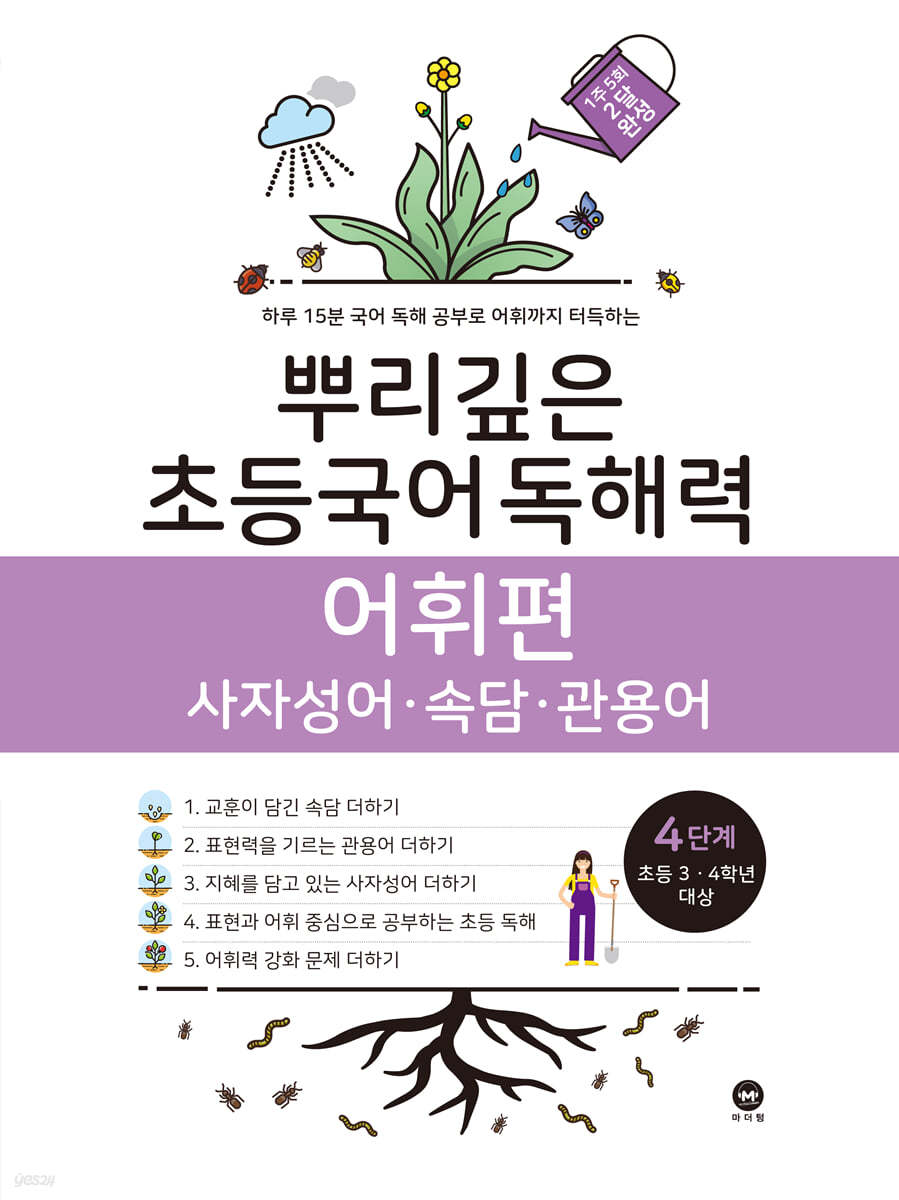 1주 5회
2달
완성
하루 15분 국어 독해 공부로 어휘까지 터득하는
뿌리깊은
초등국어독해력
어휘편
사자성어·속담·관용어
1. 교훈이 담긴 속담 더하기
2. 표현력을 기르는 관용어 더하기
3. 지혜를 담고 있는 사자성어 더하기
4. 표현과 어휘 중심으로 공부하는 초등 독해
5. 어휘력 강화 문제 더하기
4단계
초등 3·4학년
대상
M
마더텅
yes24